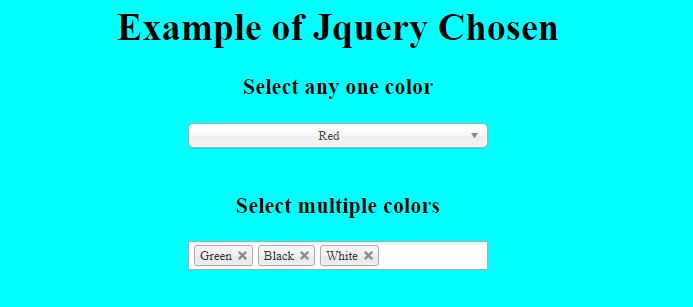 Example of Jquery Chosen
Select any one color
Red
Select multiple colors
Green Black White